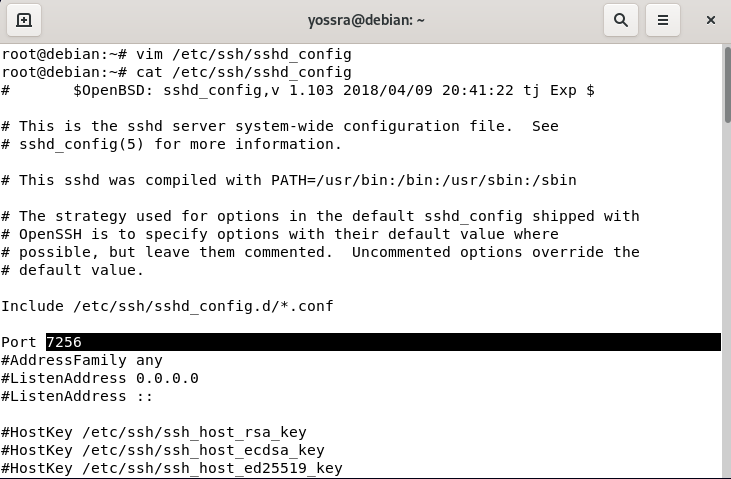 yossra@debian: ~
root@debian:~# vim /etc/ssh/sshd_config
root@debian:~# cat /etc/ssh/sshd_config
#       $OpenBSD: sshd_config,v 1.103 2018/04/09 20:41:22 tj Exp $
# This is the sshd server system-wide configuration file.  See
# sshd_config(5) for more information.
# This sshd was compiled with PATH=/usr/bin:/bin:/usr/sbin:/sbin
# The strategy used for options in the default sshd_config shipped with
# OpenSSH is to specify options with their default value where
# possible, but leave them commented.  Uncommented options override the
# default value.
Include /etc/ssh/sshd_config.d/*.conf
Port 7256
#AddressFamily any
#ListenAddress 0.0.0.0
#ListenAddress ::
#HostKey /etc/ssh/ssh_host_rsa_key
#HostKey /etc/ssh/ssh_host_ecdsa_key
#HostKey /etc/ssh/ssh_host_ed25519_key